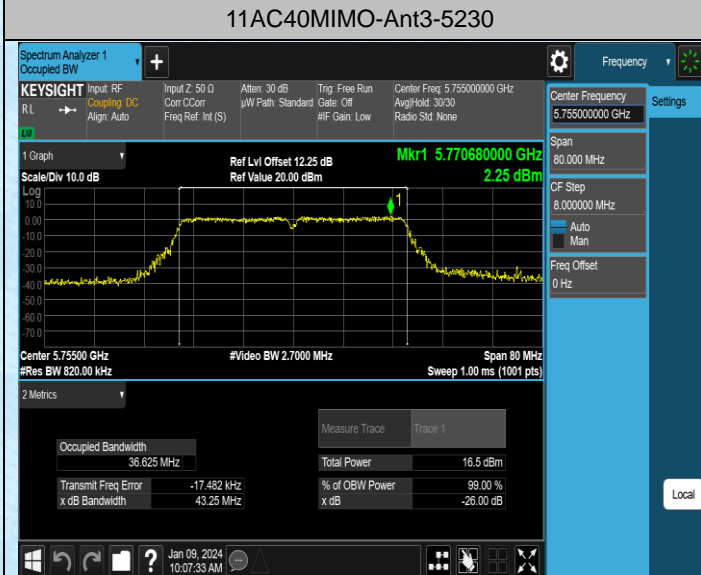 11AC40MIMO-Ant3-5230
Spectrum Analyzer 1
Occupied BW
Frequency
KEYSIGHT
RL
LXI
Input: RF
Coupling: DC
Align: Auto
Input Z: 50 Ω
Corr CCorr
Freq Ref: Int (S)
Atten: 30 dB
µW Path: Standard
Trig: Free Run
Gate: Off
#IF Gain: Low
Center Freq: 5.755000000 GHz
Avg|Hold: 30/30
Radio Std: None
Center Frequency
5.755000000 GHz
Settings
Span
80.000 MHz
CF Step
8.000000 MHz
Auto
Man
Freq Offset
0 Hz
1 Graph
Ref Lvl Offset 12.25 dB
Mkr1 5.770680000 GHz
Scale/Div 10.0 dB
Ref Value 20.00 dBm
2.25 dBm
Log
10.0
0.00
-10.0
-20.0
-30.0
-40.0
-50.0
-60.0
-70.0
1
Center 5.75500 GHz
#Video BW 2.7000 MHz
Span 80 MHz
#Res BW 820.00 kHz
Sweep 1.00 ms (1001 pts)
2 Metrics
Measure Trace
Trace 1
Occupied Bandwidth
36.625 MHz
Total Power
16.5 dBm
Transmit Freq Error
-17.482 kHz
% of OBW Power
99.00 %
x dB Bandwidth
43.25 MHz
x dB
-26.00 dB
Local
Jan 09, 2024
10:07:33 AM